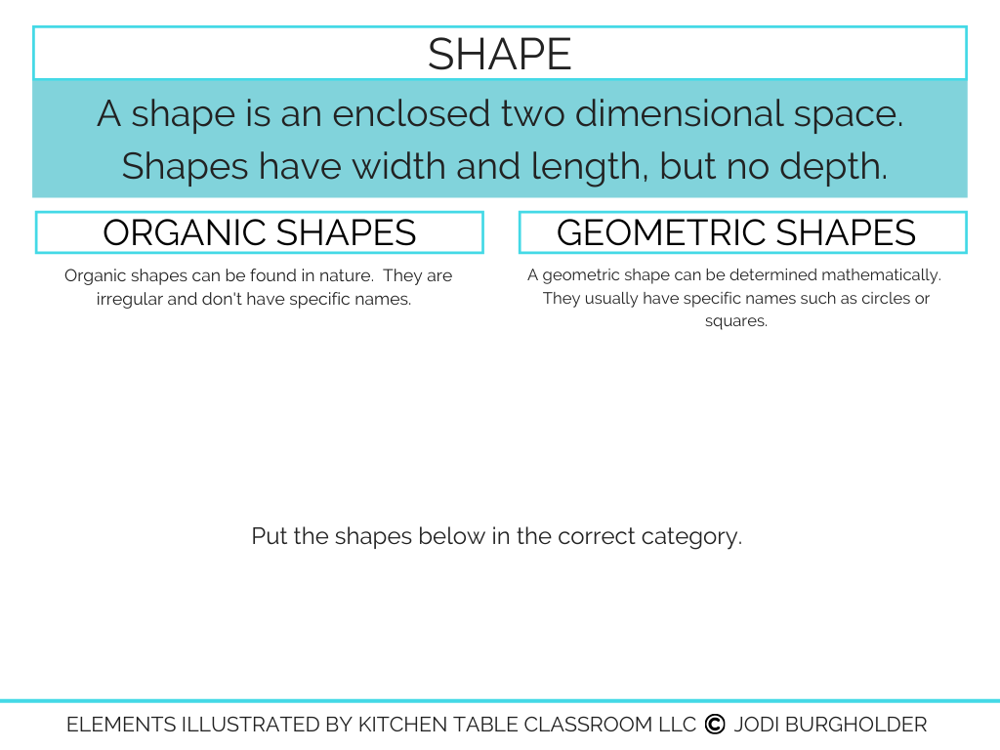 SHAPE
A shape is an enclosed two dimensional space.
Shapes have width and length, but no depth.
ORGANIC SHAPES
Organic shapes can be found in nature.  They are
irregular and don't have specific names.
GEOMETRIC SHAPES
A geometric shape can be determined mathematically.
They usually have specific names such as circles or
squares.
Put the shapes below in the correct category.
ELEMENTS ILLUSTRATED BY KITCHEN TABLE CLASSROOM LLC © JODI BURGHOLDER